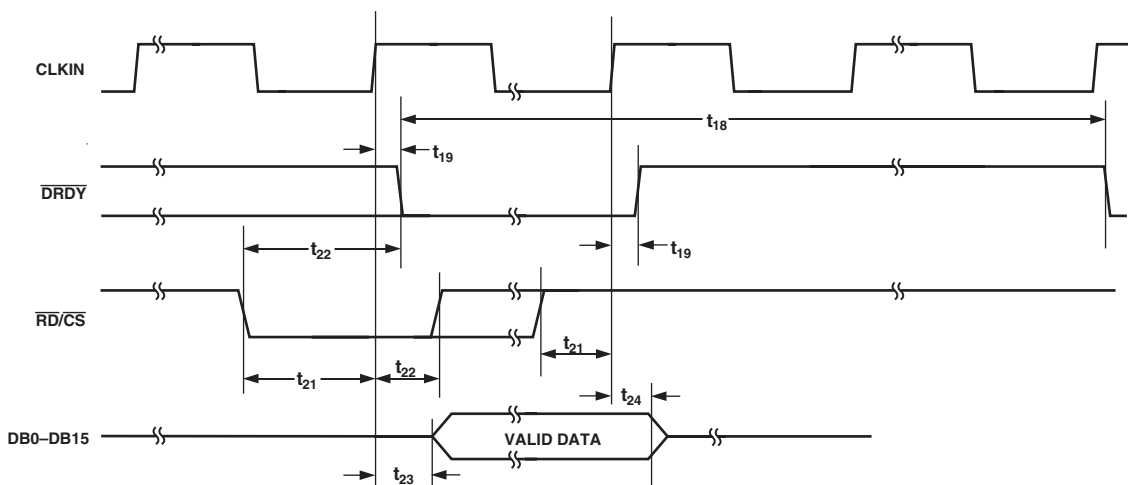 CLKIN
t18
t19
DRDY
t22
t19
RD/CS
t21
t21
t22
t24
DB0–DB15
VALID DATA
t23